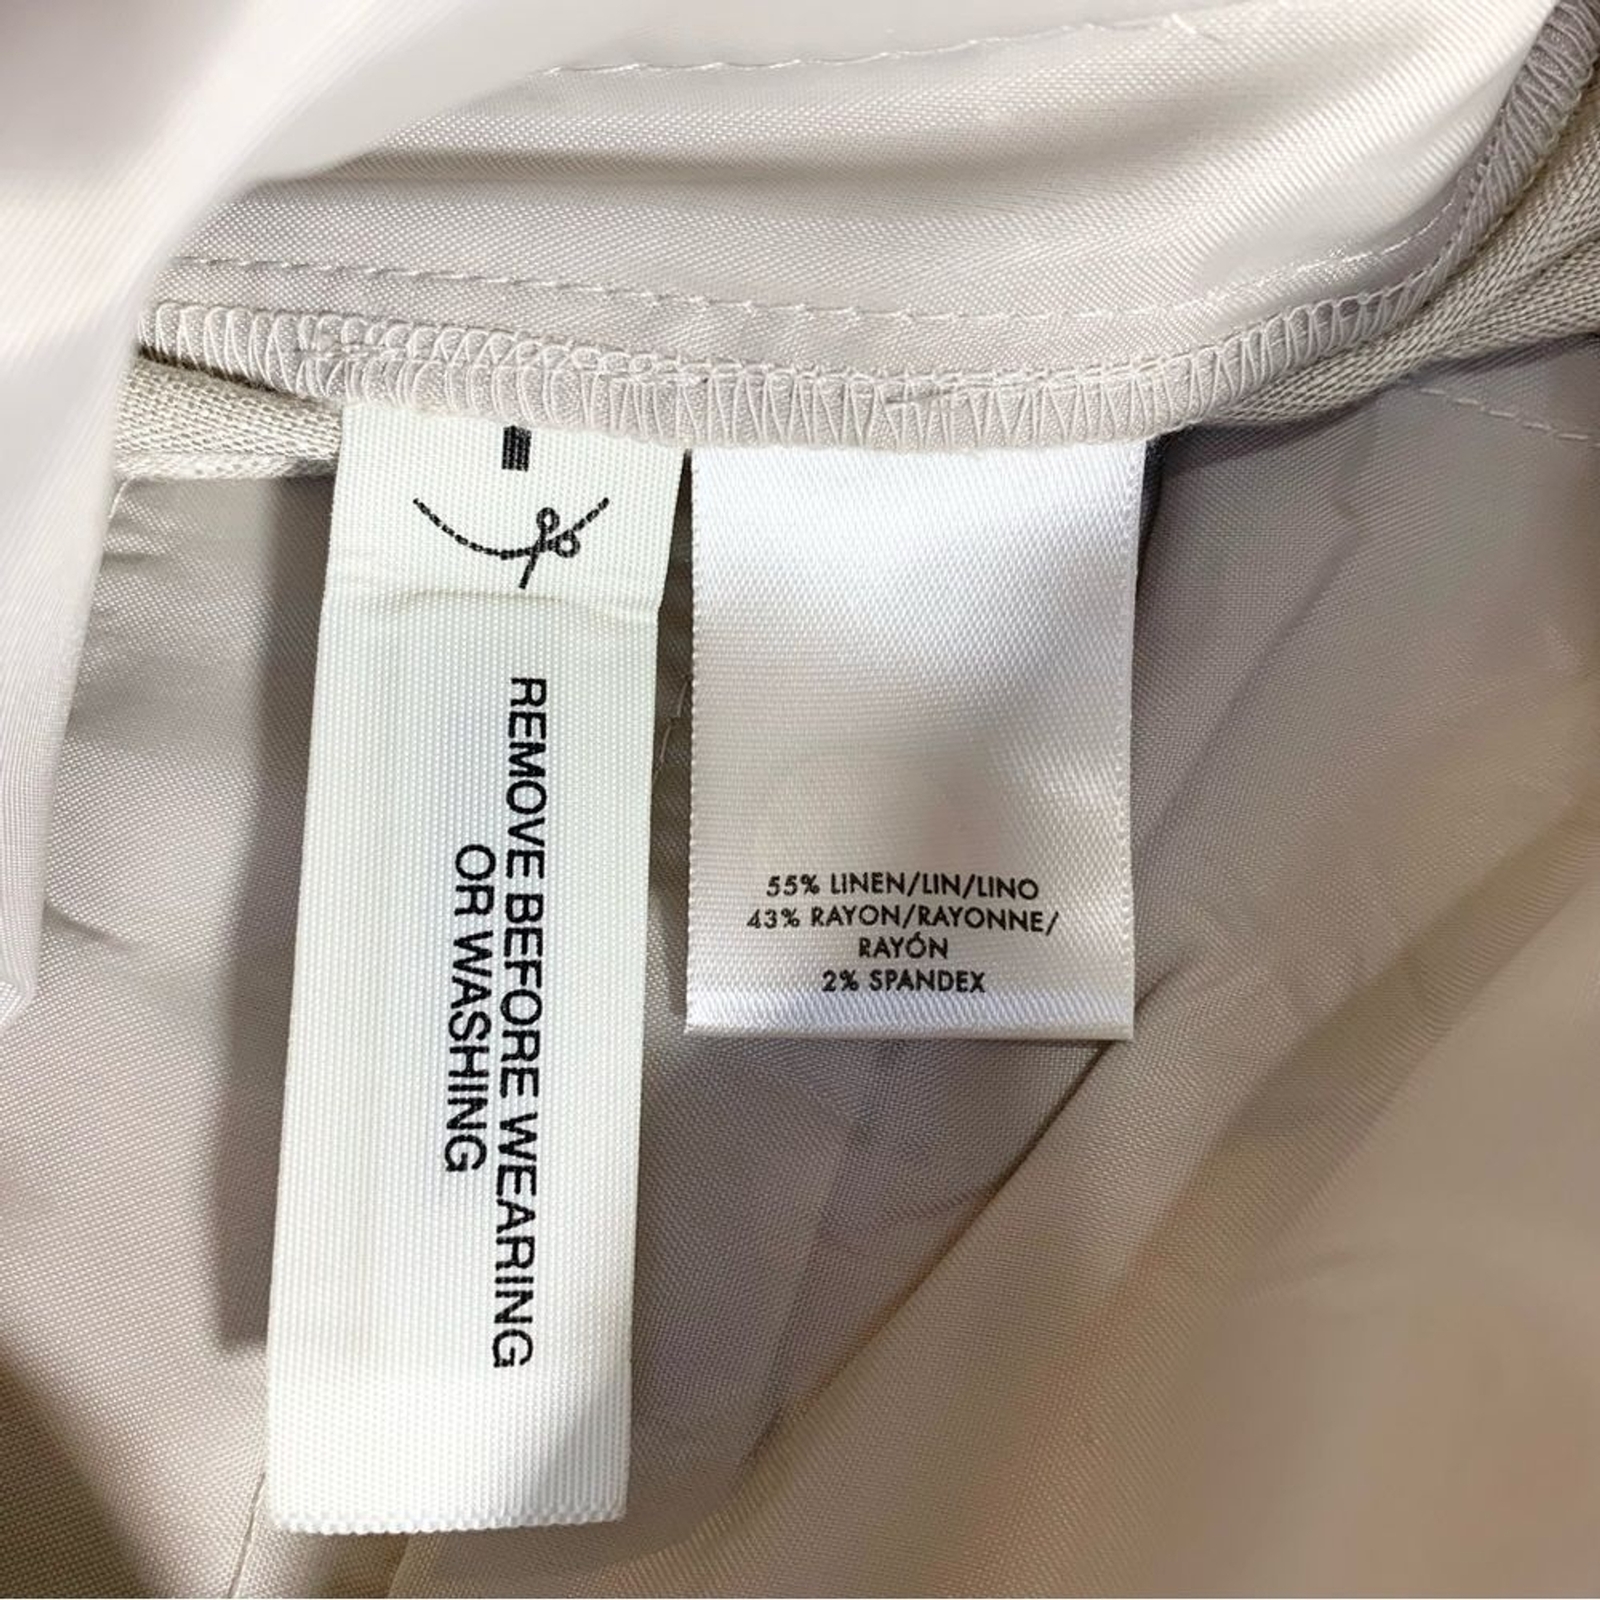 REMOVE BEFORE WEARING
OR WASHING
55% LINEN/LIN/LINO
43% RAYON/RAYONNE/
RAYÓN
2% SPANDEX